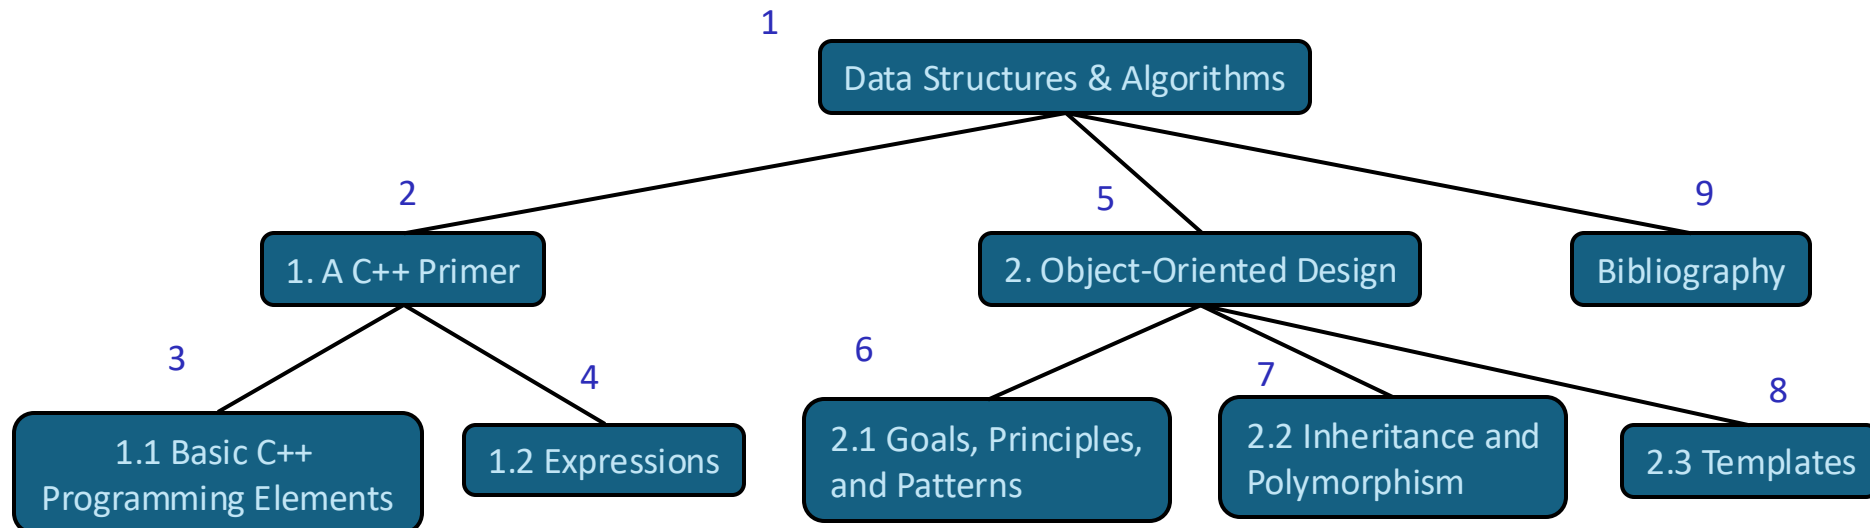 1
Data Structures & Algorithms
2
5
9
1. A C++ Primer
2. Object-Oriented Design
Bibliography
3
4
6
7
8
1.1 Basic C++
Programming Elements
1.2 Expressions
2.1 Goals, Principles,
and Patterns
2.2 Inheritance and
Polymorphism
2.3 Templates